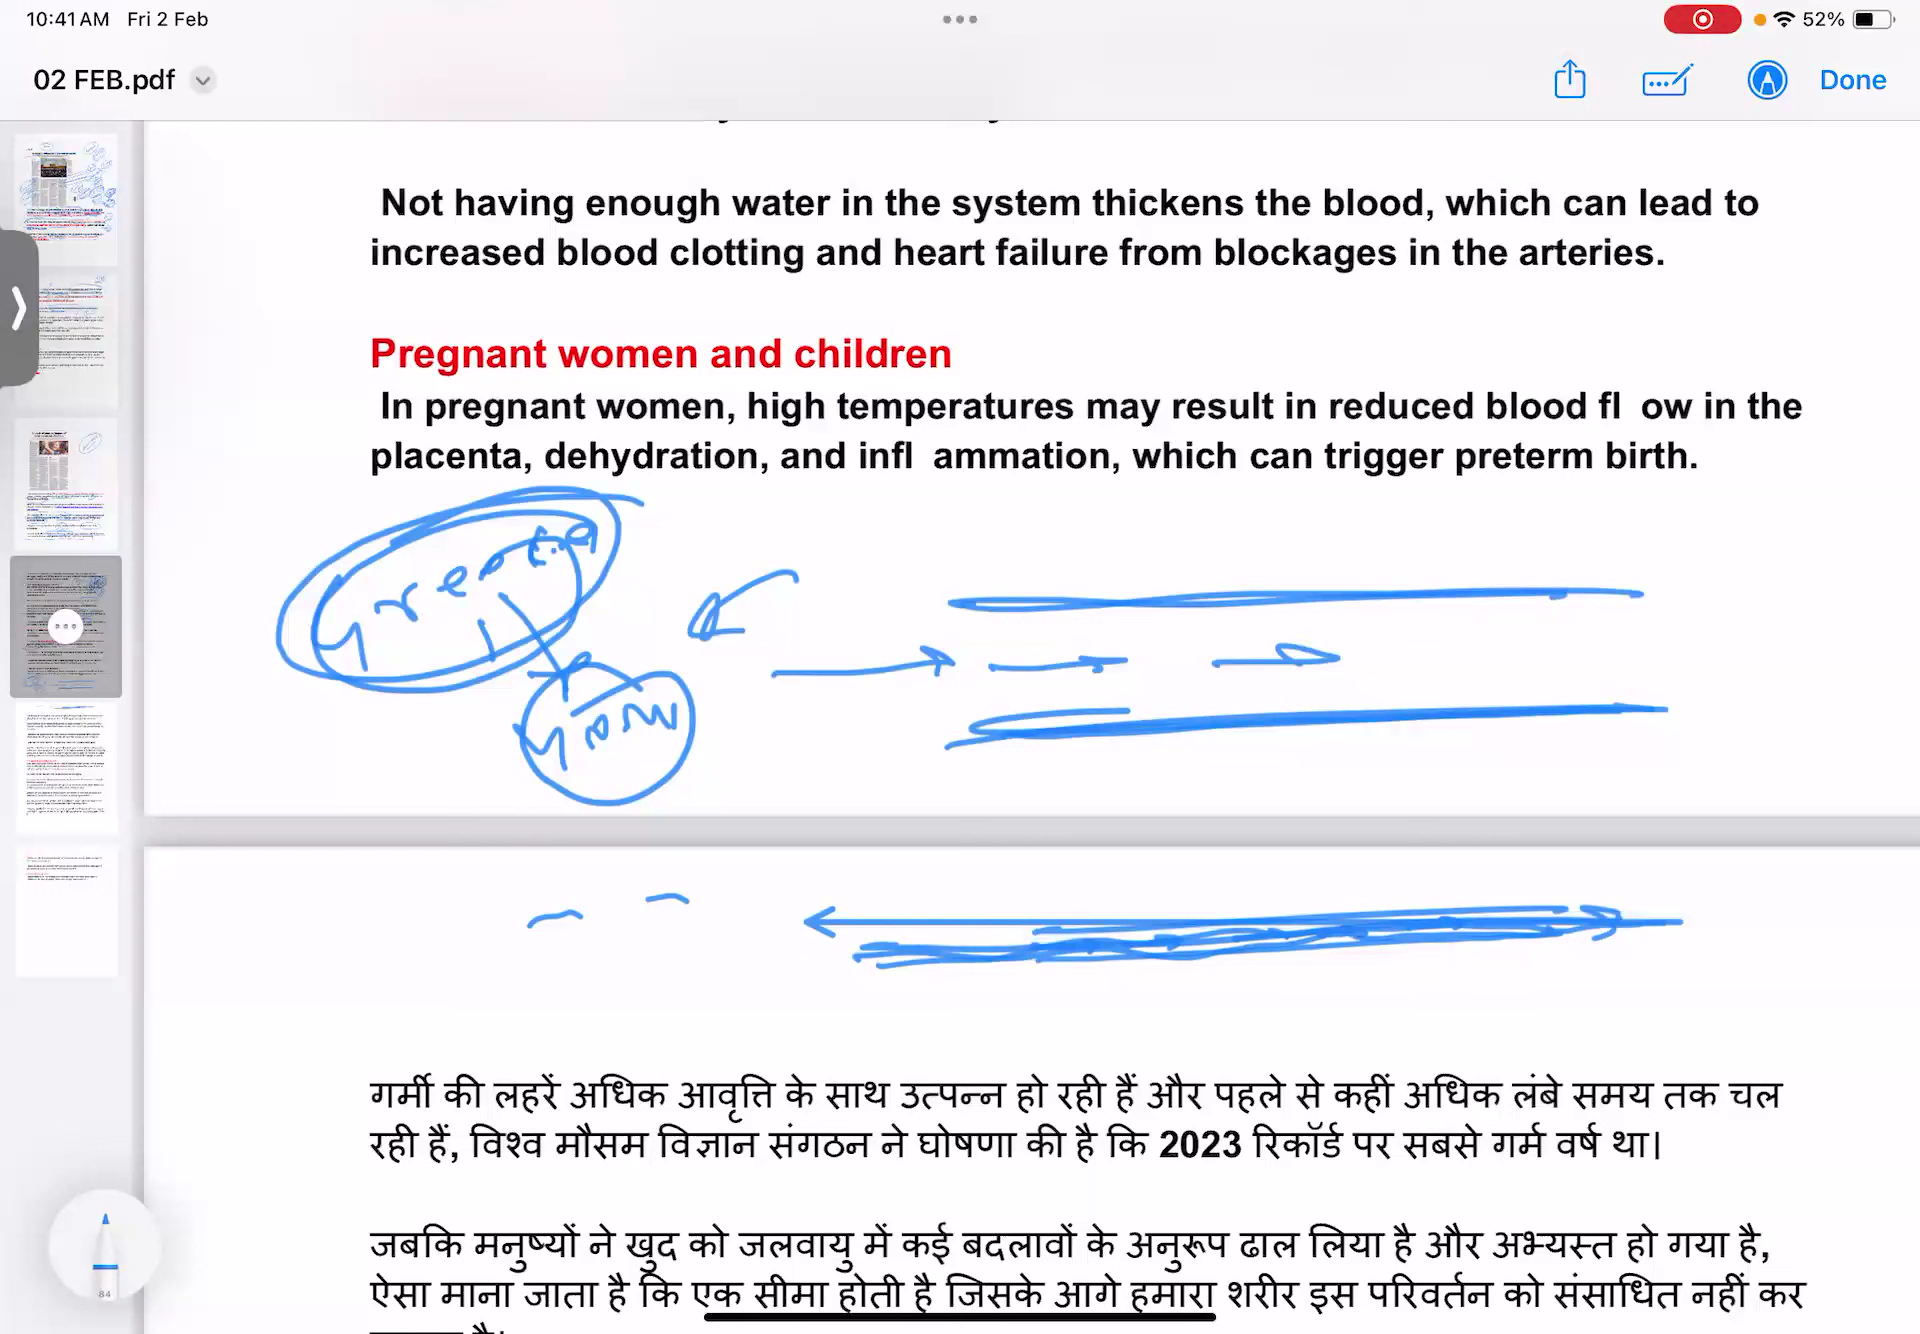 10:41 AM Fri 2 Feb
52%
02 FEB.pdf
Done
Not having enough water in the system thickens the blood, which can lead to
increased blood clotting and heart failure from blockages in the arteries.
Pregnant women and children
In pregnant women, high temperatures may result in reduced blood fl ow in the
placenta, dehydration, and infl ammation, which can trigger preterm birth.
गर्मी की लहरें अधिक आवृत्ति के साथ उत्पन्न हो रही हैं और पहले से कहीं अधिक लंबे समय तक चल
रही हैं, विश्व मौसम विज्ञान संगठन ने घोषणा की है कि 2023 रिकॉर्ड पर सबसे गर्म वर्ष था।
जबकि मनुष्यों ने खुद को जलवायु में कई बदलावों के अनुरूप ढाल लिया है और अभ्यस्त हो गया है,
ऐसा माना जाता है कि एक सीमा होती है जिसके आगे हमारा शरीर इस परिवर्तन को संसाधित नहीं कर
84